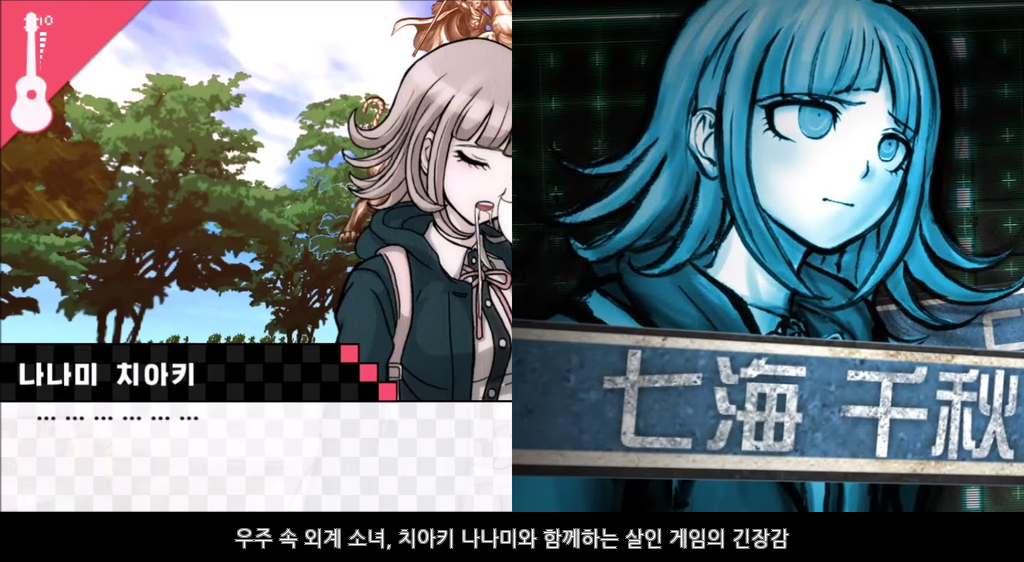 나나미 치아키
... ... ... ... ... ...
七海 千秋
우주 속 외계 소녀, 치아키 나나미와 함께하는 살인 게임의 긴장감